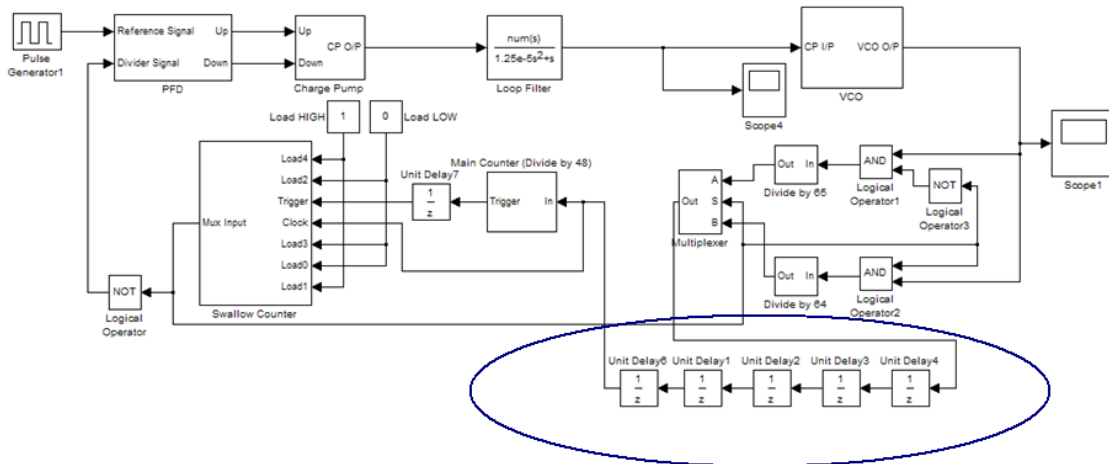 Pulse
Generator1
Reference Signal
Up
Divider Signal
Down
PFD
Up
CP O/P
Down
Charge Pump
num(s)
1.25e-5s²+s
Loop Filter
CP I/P
VCO O/P
VCO
Scope4
Scope1
Load HIGH
1
0
Load LOW
Load4
Load2
Trigger
Mux Input
Clock
Load3
Load0
Load1
Swallow Counter
NOT
Logical
Operator
Unit Delay7
1
z
Main Counter (Divide by 48)
Trigger
In
A
Out
S
B
Multiplexer
Out
In
Divide by 65
AND
Logical
Operator1
NOT
Logical
Operator3
Out
In
Divide by 64
AND
Logical
Operator2
Unit Delay6
1
z
Unit Delay1
1
z
Unit Delay2
1
z
Unit Delay3
1
z
Unit Delay4
1
z